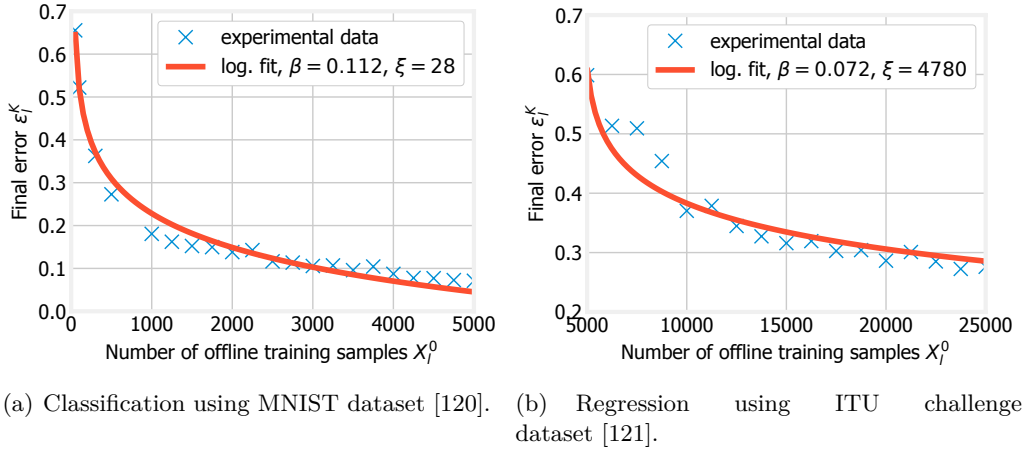 experimental data
log. fit, β = 0.112, ξ = 28
Final error ε_l^K
0.7
0.6
0.5
0.4
0.3
0.2
0.1
0.0
0 1000 2000 3000 4000 5000
Number of offline training samples X_l^0
(a) Classification using MNIST dataset [120].
experimental data
log. fit, β = 0.072, ξ = 4780
Final error ε_l^K
0.7
0.6
0.5
0.4
0.3
0.2
5000 10000 15000 20000 25000
Number of offline training samples X_l^0
(b) Regression using ITU challenge
dataset [121].